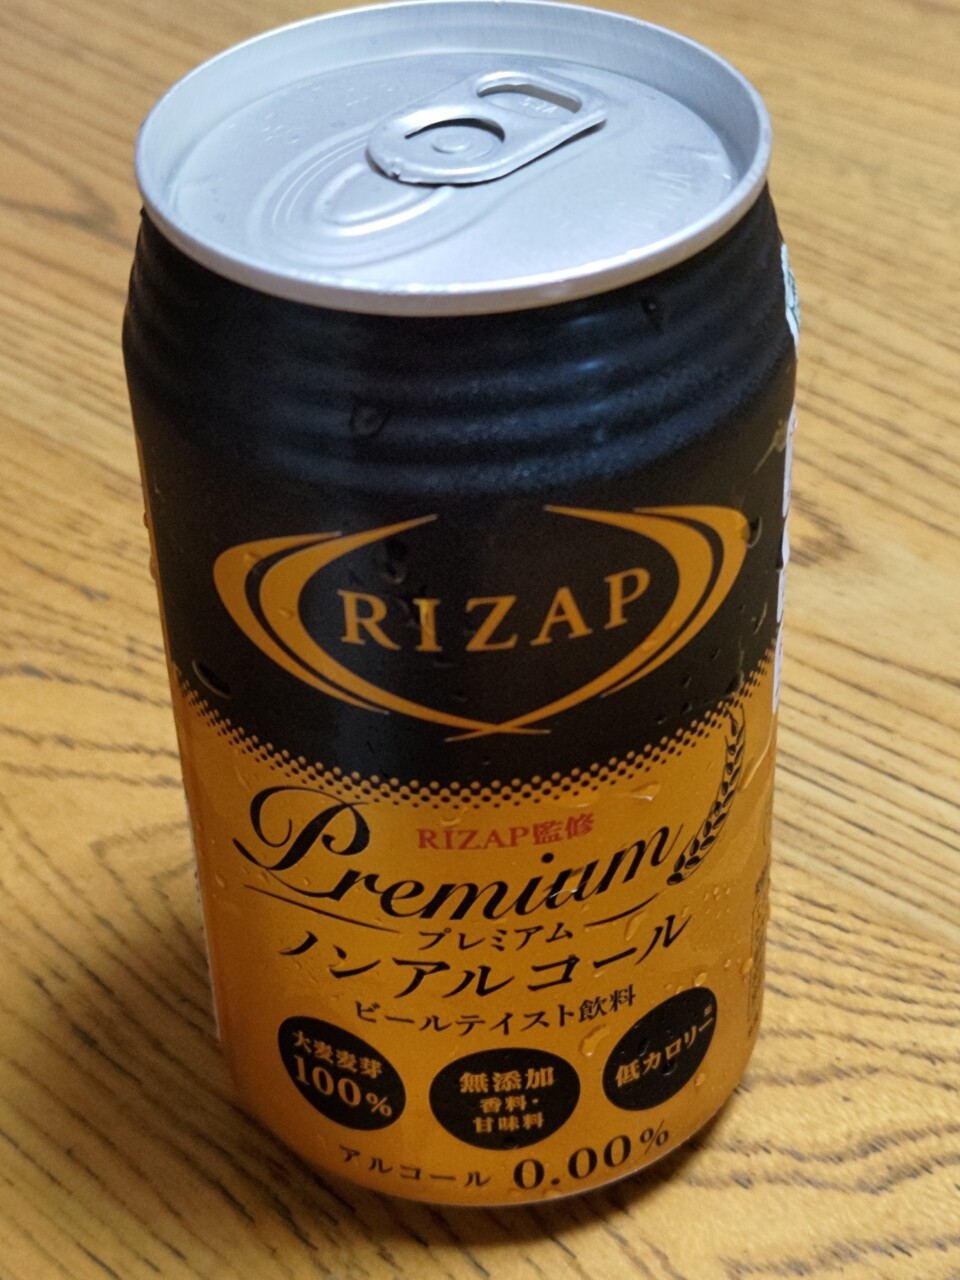 RIZAP
RIZAP監修
Premium
プレミアム
ノンアルコール
ビールテイスト飲料
大麦麦芽
100%
無添加
香料・
甘味料
低カロリー
アルコール 0.00%